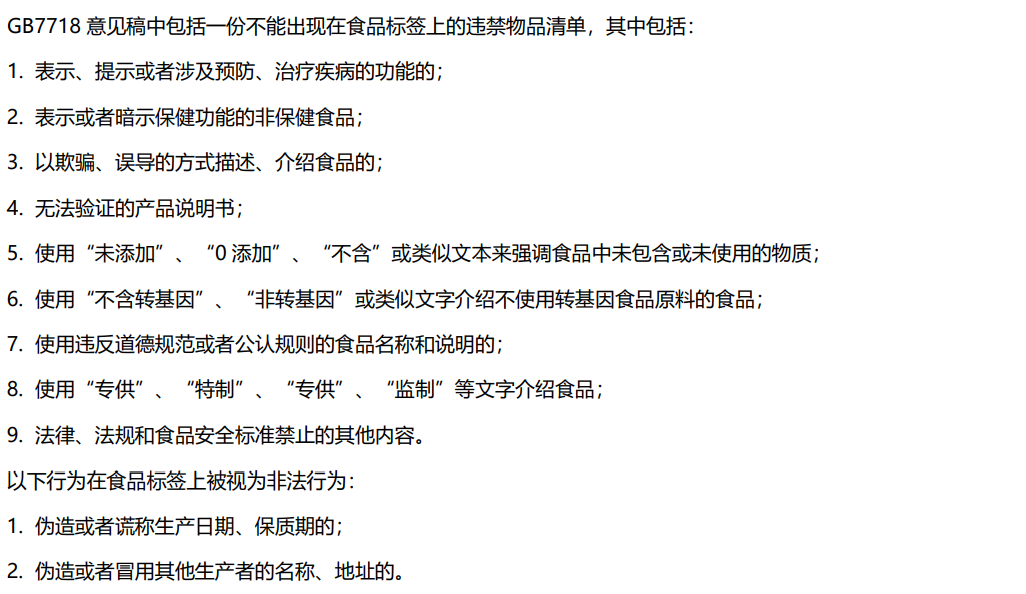 GB7718 意见稿中包括一份不能出现在食品标签上的违禁物品清单，其中包括：
1. 表示、提示或者涉及预防、治疗疾病的功能的；
2. 表示或者暗示保健功能的非保健食品；
3. 以欺骗、误导的方式描述、介绍食品的；
4. 无法验证的产品说明书；
5. 使用“未添加”、“0 添加”、“不含”或类似文本来强调食品中未包含或未使用的物质；
6. 使用“不含转基因”、“非转基因”或类似文字介绍不使用转基因食品原料的食品；
7. 使用违反道德规范或者公认规则的食品名称和说明的；
8. 使用“专供”、“特制”、“专供”、“监制”等文字介绍食品；
9. 法律、法规和食品安全标准禁止的其他内容。
以下行为在食品标签上被视为非法行为：
1. 伪造或者谎称生产日期、保质期的；
2. 伪造或者冒用其他生产者的名称、地址的。